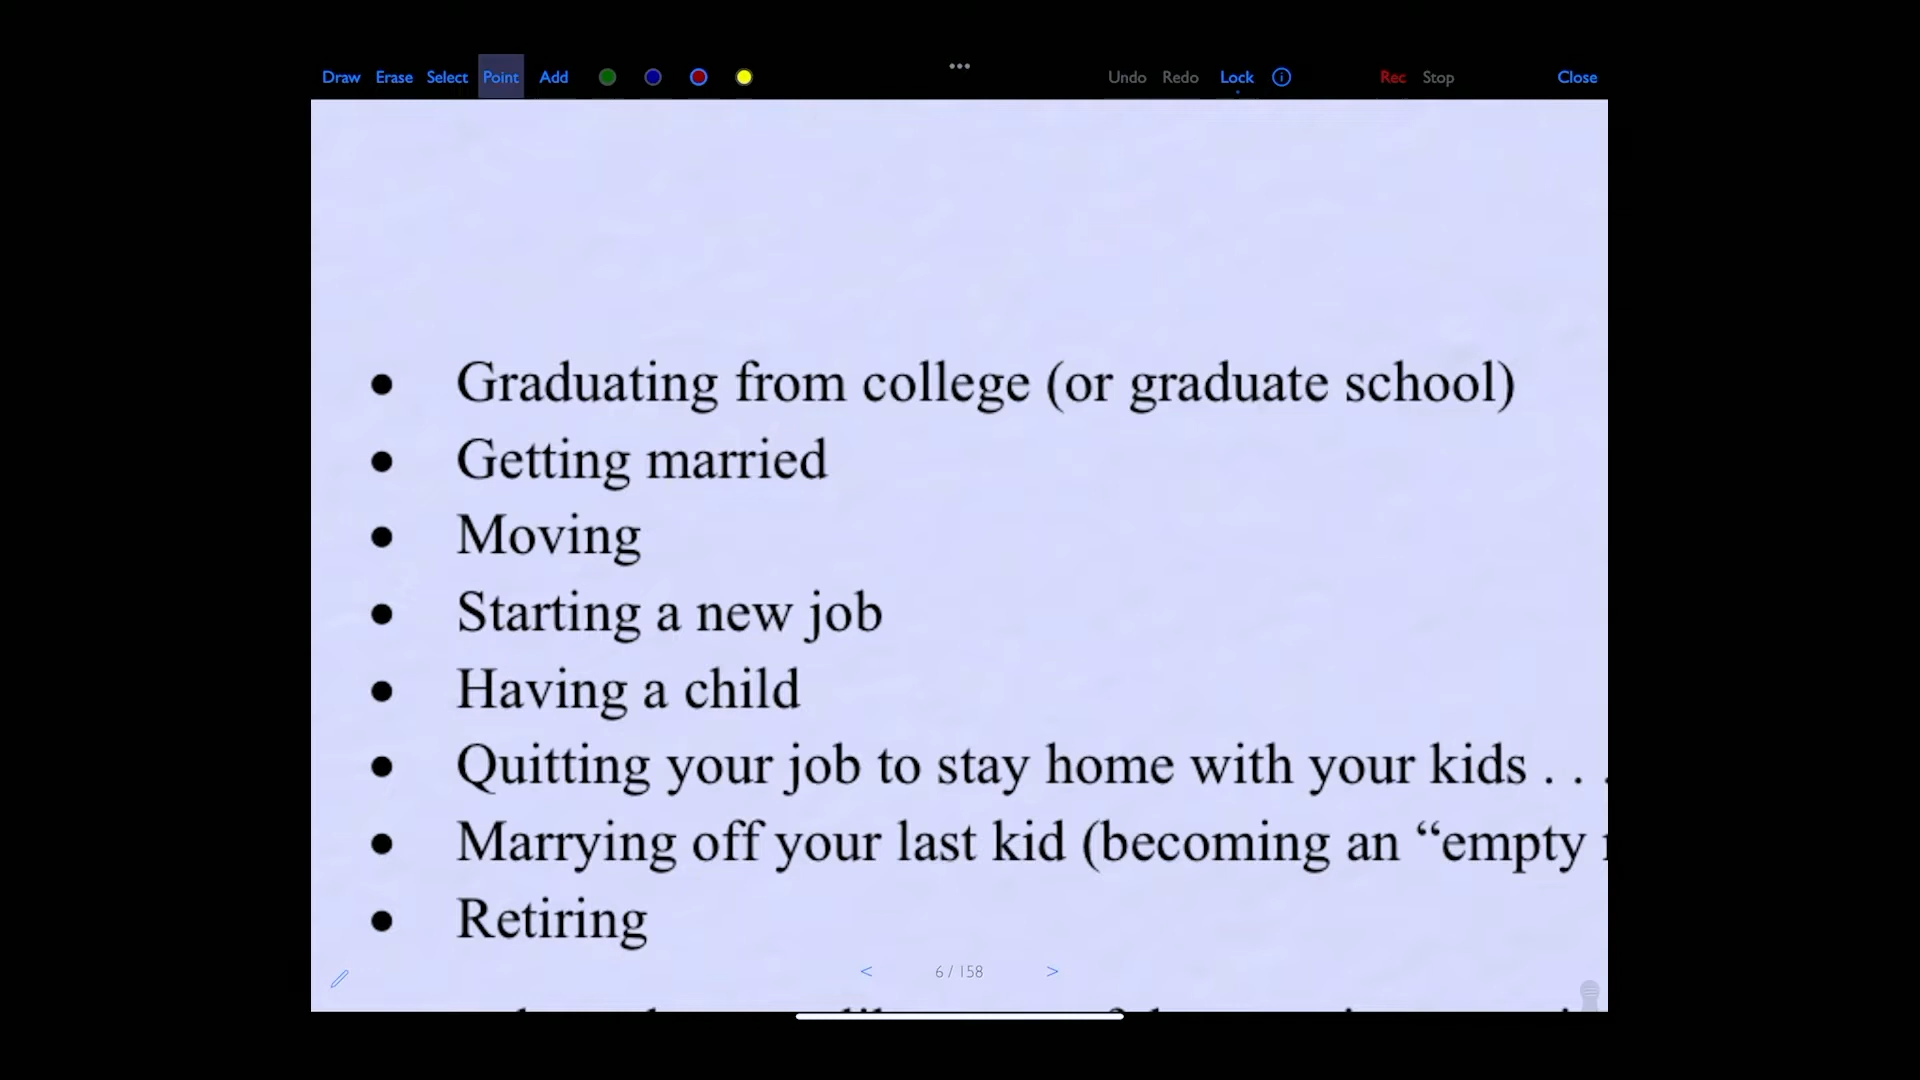 Draw Erase Select Point Add Undo Redo Lock Rec Stop Close
• Graduating from college (or graduate school)
• Getting married
• Moving
• Starting a new job
• Having a child
• Quitting your job to stay home with your kids . . .
• Marrying off your last kid (becoming an “empty
• Retiring
< 6 / 158 >